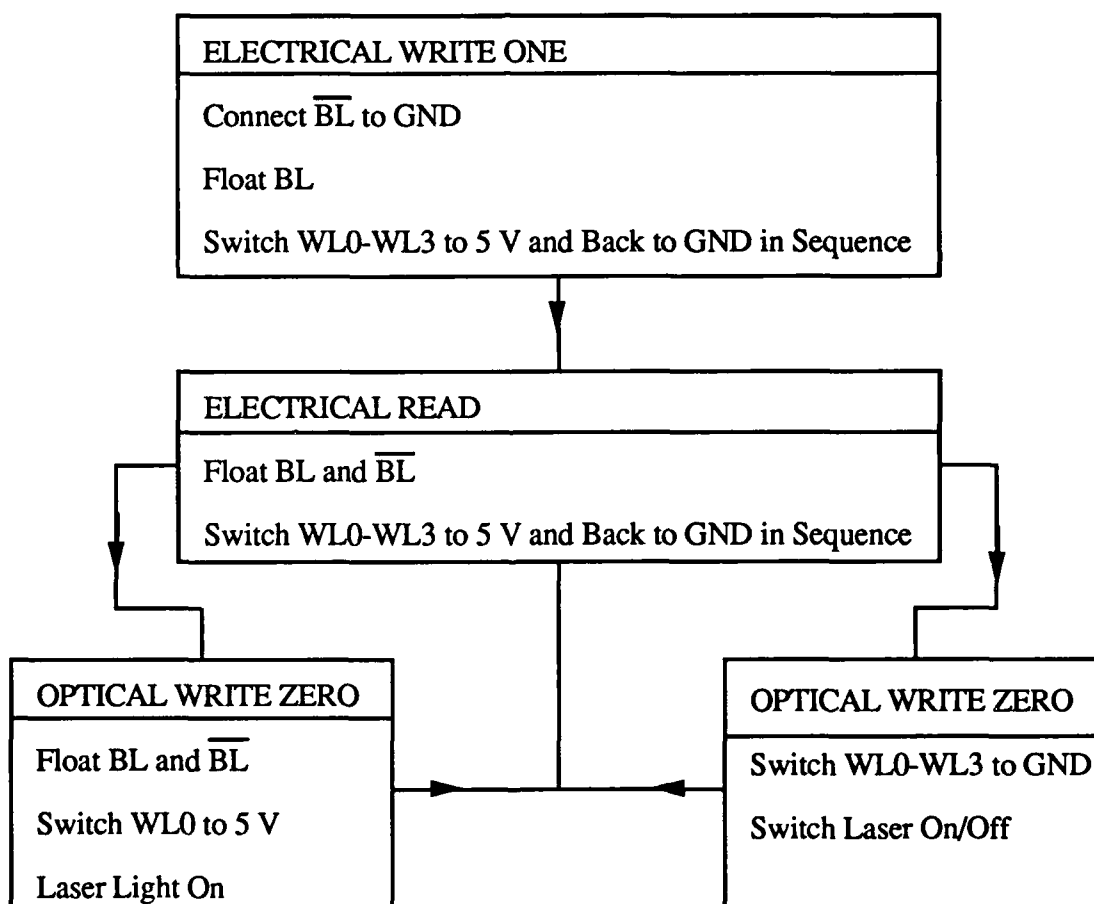 ELECTRICAL WRITE ONE
Connect B̅L̅ to GND
Float BL
Switch WL0-WL3 to 5 V and Back to GND in Sequence
ELECTRICAL READ
Float BL and B̅L̅
Switch WL0-WL3 to 5 V and Back to GND in Sequence
OPTICAL WRITE ZERO
Float BL and B̅L̅
Switch WL0 to 5 V
Laser Light On
OPTICAL WRITE ZERO
Switch WL0-WL3 to GND
Switch Laser On/Off